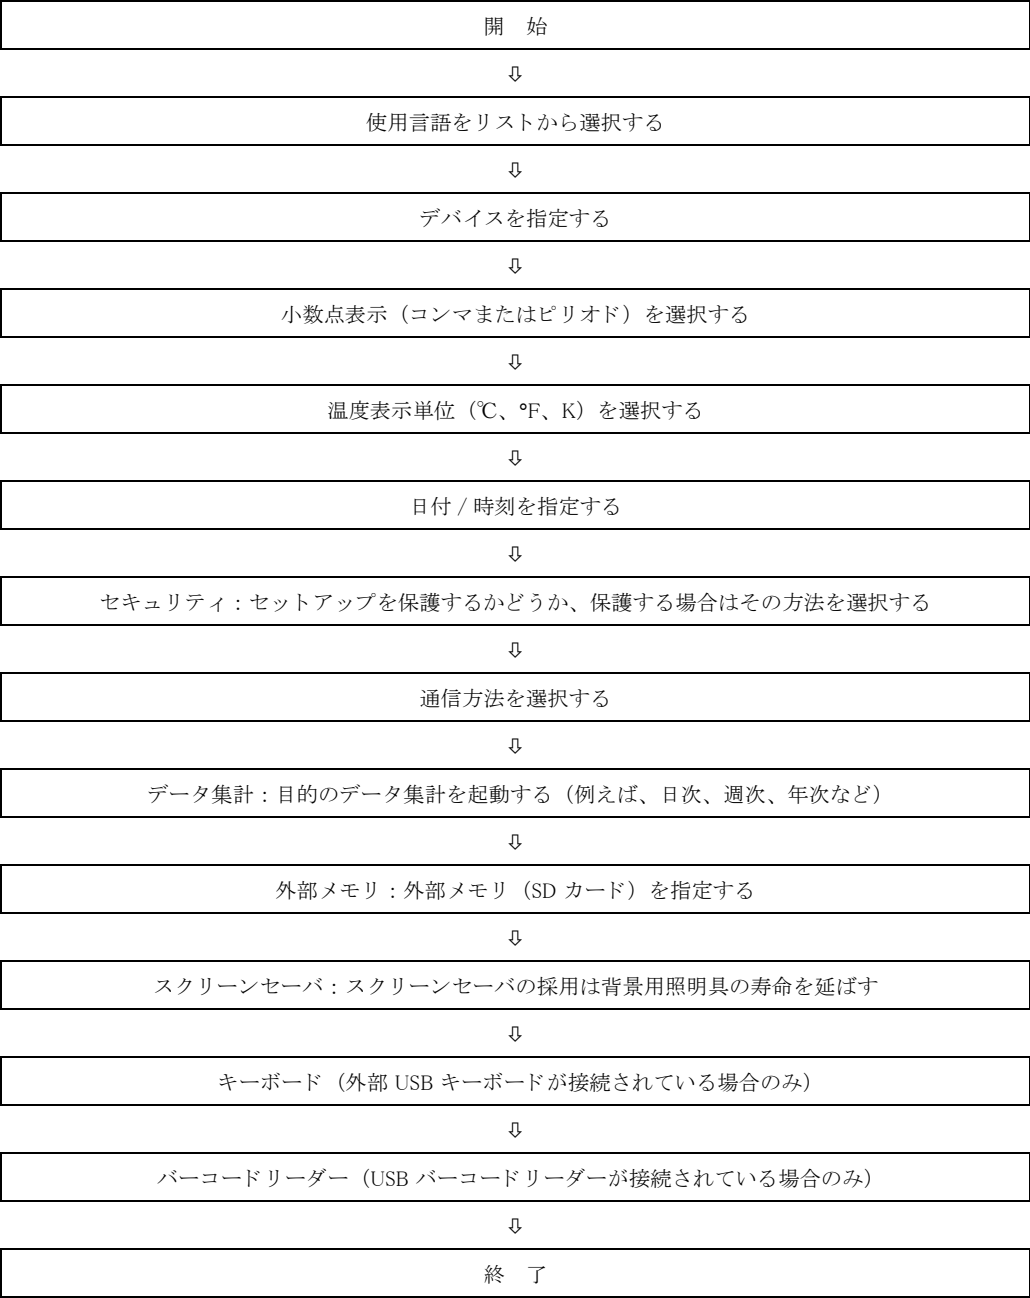 開　始
⇩
使用言語をリストから選択する
⇩
デバイスを指定する
⇩
小数点表示（コンマまたはピリオド）を選択する
⇩
温度表示単位（℃、°F、K）を選択する
⇩
日付 / 時刻を指定する
⇩
セキュリティ：セットアップを保護するかどうか、保護する場合はその方法を選択する
⇩
通信方法を選択する
⇩
データ集計：目的のデータ集計を起動する（例えば、日次、週次、年次など）
⇩
外部メモリ：外部メモリ（SD カード）を指定する
⇩
スクリーンセーバ：スクリーンセーバの採用は背景用照明具の寿命を延ばす
⇩
キーボード（外部 USB キーボードが接続されている場合のみ）
⇩
バーコードリーダー（USB バーコードリーダーが接続されている場合のみ）
⇩
終　了